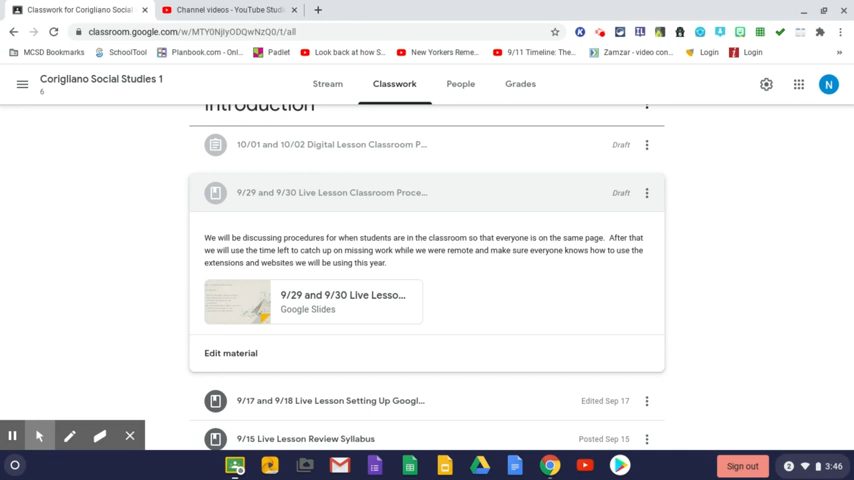 Classwork for Corigliano Social
Channel videos - YouTube Studi
classroom.google.com/w/MTY0NjIyODQwNzQ0/t/all
MCSD Bookmarks SchoolTool Planbook.com - Onl... Padlet Look back at how S... New Yorkers Reme... 9/11 Timeline: The... Zamzar - video con... Login Login
Corigliano Social Studies 1
6
Stream Classwork People Grades
N
Introduction
10/01 and 10/02 Digital Lesson Classroom P... Draft
9/29 and 9/30 Live Lesson Classroom Proce... Draft
We will be discussing procedures for when students are in the classroom so that everyone is on the same page. After that
we will use the time left to catch up on missing work while we were remote and make sure everyone knows how to use the
extensions and websites we will be using this year.
9/29 and 9/30 Live Lesso...
Google Slides
Edit material
9/17 and 9/18 Live Lesson Setting Up Googl... Edited Sep 17
9/15 Live Lesson Review Syllabus Posted Sep 15
Sign out 2 3:46